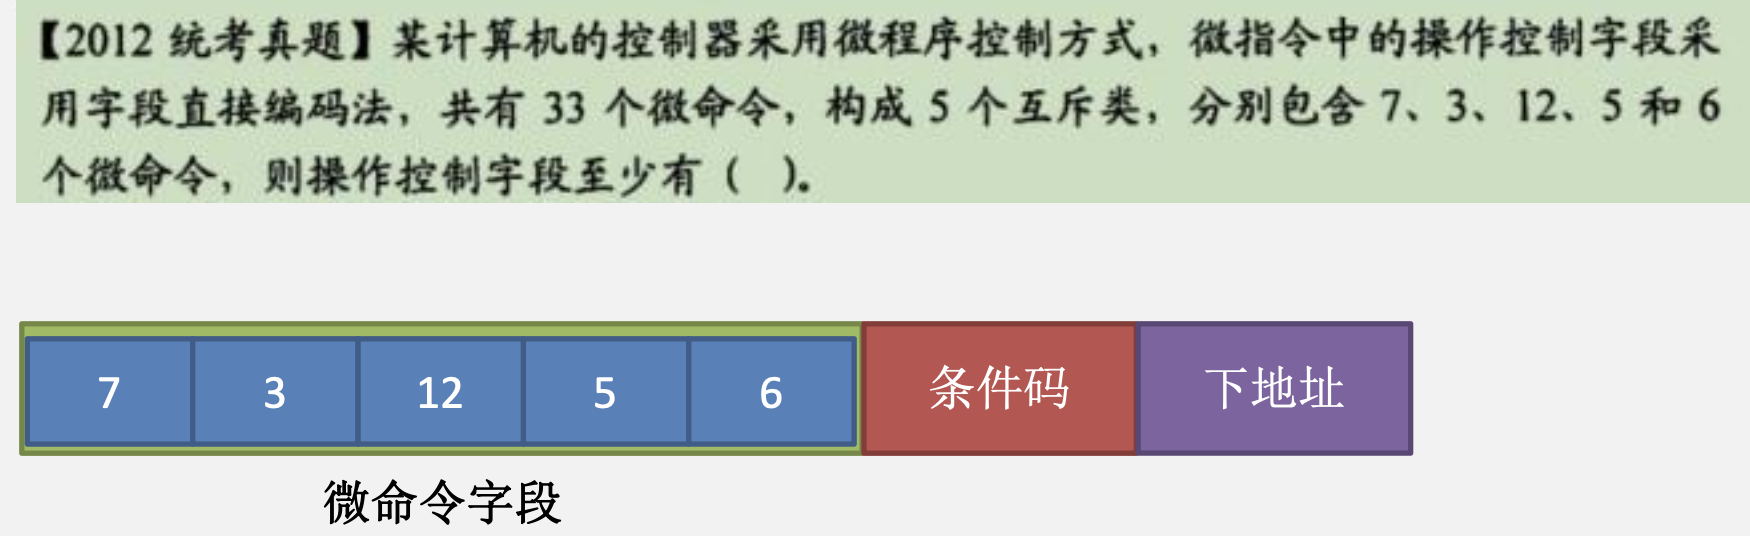 【2012 统考真题】某计算机的控制器采用微程序控制方式，微指令中的操作控制字段采
用字段直接编码法，共有 33 个微命令，构成 5 个互斥类，分别包含 7、3、12、5 和 6
个微命令，则操作控制字段至少有（ ）。
7 3 12 5 6 条件码 下地址
微命令字段